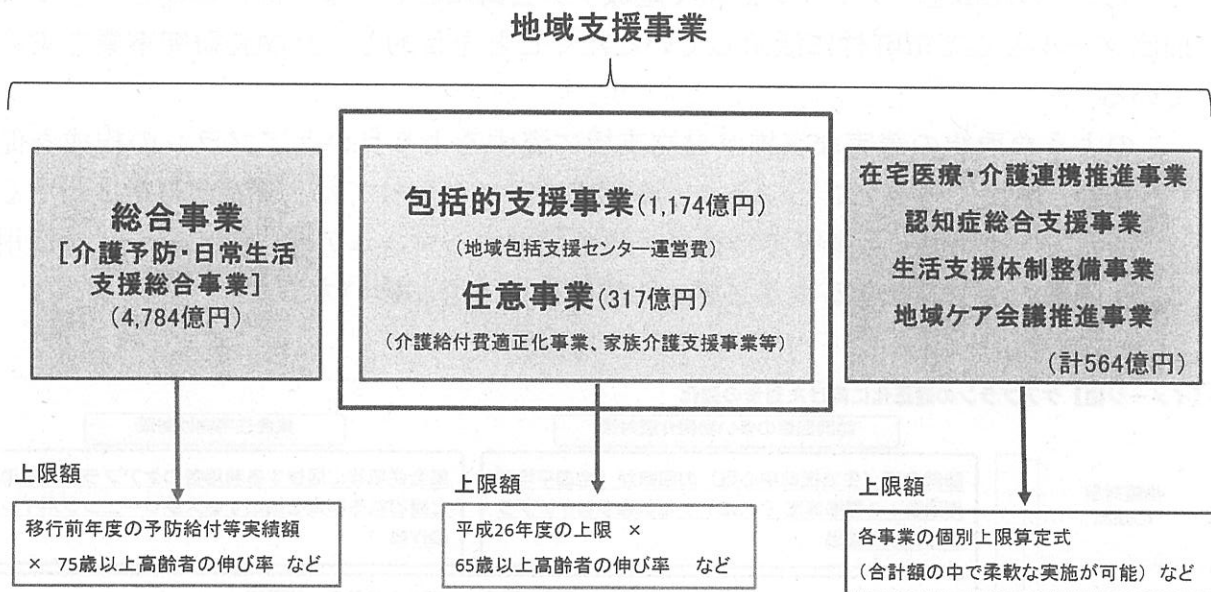 地域支援事業
総合事業
[介護予防・日常生活
支援総合事業]
(4,784億円)
包括的支援事業(1,174億円)
(地域包括支援センター運営費)
任意事業(317億円)
(介護給付費適正化事業、家族介護支援事業等)
在宅医療・介護連携推進事業
認知症総合支援事業
生活支援体制整備事業
地域ケア会議推進事業
(計564億円)
上限額
移行前年度の予防給付等実績額
× 75歳以上高齢者の伸び率 など
上限額
平成26年度の上限 ×
65歳以上高齢者の伸び率 など
上限額
各事業の個別上限算定式
(合計額の中で柔軟な実施が可能) など